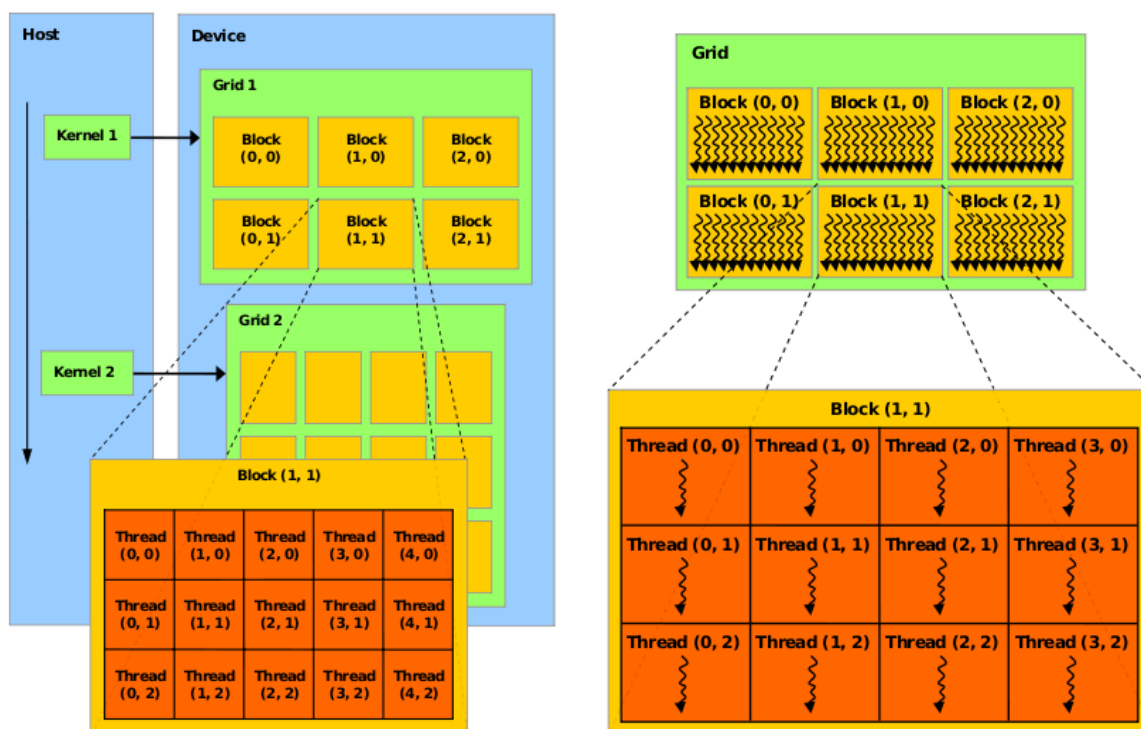 Host
Device
Grid 1
Kernel 1
Block
(0, 0)
Block
(1, 0)
Block
(2, 0)
Block
(0, 1)
Block
(1, 1)
Block
(2, 1)
Grid 2
Kernel 2
Block (1, 1)
Thread
(0, 0)
Thread
(1, 0)
Thread
(2, 0)
Thread
(3, 0)
Thread
(4, 0)
Thread
(0, 1)
Thread
(1, 1)
Thread
(2, 1)
Thread
(3, 1)
Thread
(4, 1)
Thread
(0, 2)
Thread
(1, 2)
Thread
(2, 2)
Thread
(3, 2)
Thread
(4, 2)
Grid
Block (0, 0)
Block (1, 0)
Block (2, 0)
Block (0, 1)
Block (1, 1)
Block (2, 1)
Block (1, 1)
Thread (0, 0)
Thread (1, 0)
Thread (2, 0)
Thread (3, 0)
Thread (0, 1)
Thread (1, 1)
Thread (2, 1)
Thread (3, 1)
Thread (0, 2)
Thread (1, 2)
Thread (2, 2)
Thread (3, 2)